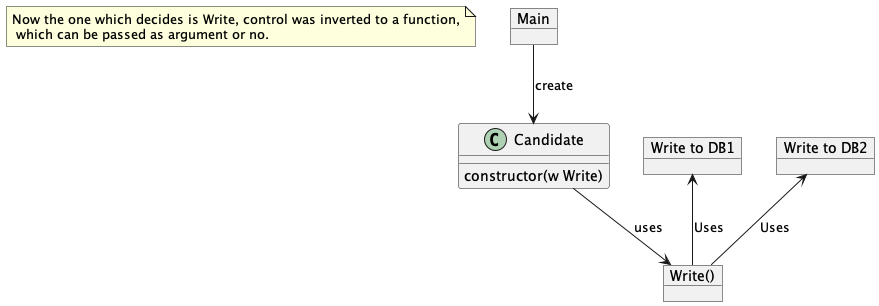 Now the one which decides is Write, control was inverted to a function,
which can be passed as argument or no.
Main
create
C Candidate
constructor(w Write)
Write to DB1
Write to DB2
uses
Uses
Uses
Write()